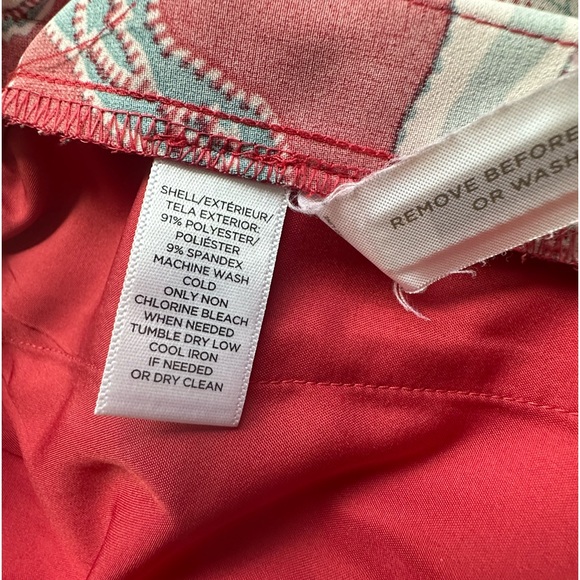 SHELL/EXTÉRIEUR/
TELA EXTERIOR:
91% POLYESTER/
POLIÉSTER
9% SPANDEX
MACHINE WASH
COLD
ONLY NON
CHLORINE BLEACH
WHEN NEEDED
TUMBLE DRY LOW
COOL IRON
IF NEEDED
OR DRY CLEAN
REMOVE BEFORE
OR WASH